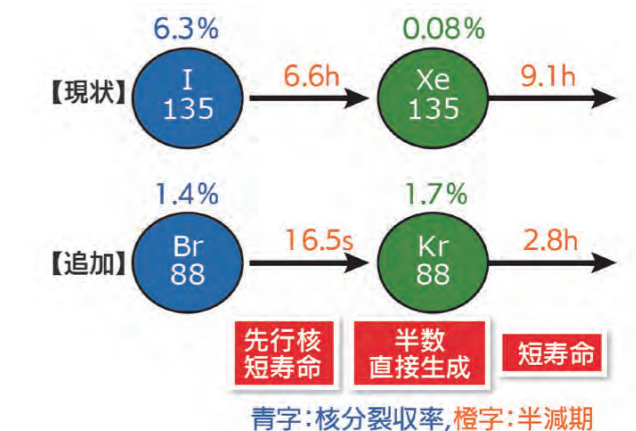 6.3%
0.08%
【現状】
I
135
6.6h
Xe
135
9.1h
1.4%
1.7%
【追加】
Br
88
16.5s
Kr
88
2.8h
先行核
短寿命
半数
直接生成
短寿命
青字:核分裂収率,橙字:半減期